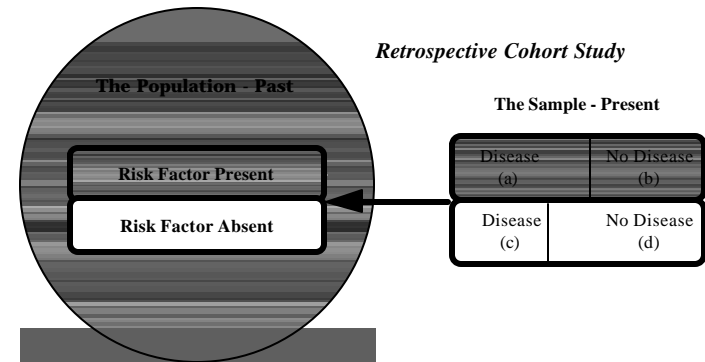 Retrospective Cohort Study
The Population - Past
The Sample - Present
Risk Factor Present
Risk Factor Absent
Disease
(a)
No Disease
(b)
Disease
(c)
No Disease
(d)